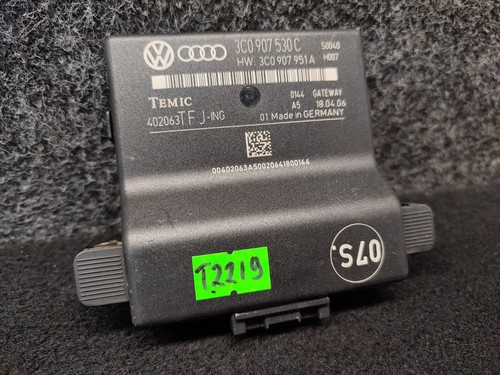 3C0 907 530 C S0040
HW: 3C0 907 951 A H007
TEMIC 0144 GATEWAY
A5 18.04.06
402063TFJ-ING 01 Made in GERMANY
00402063A50020641800144
07S.
T2219